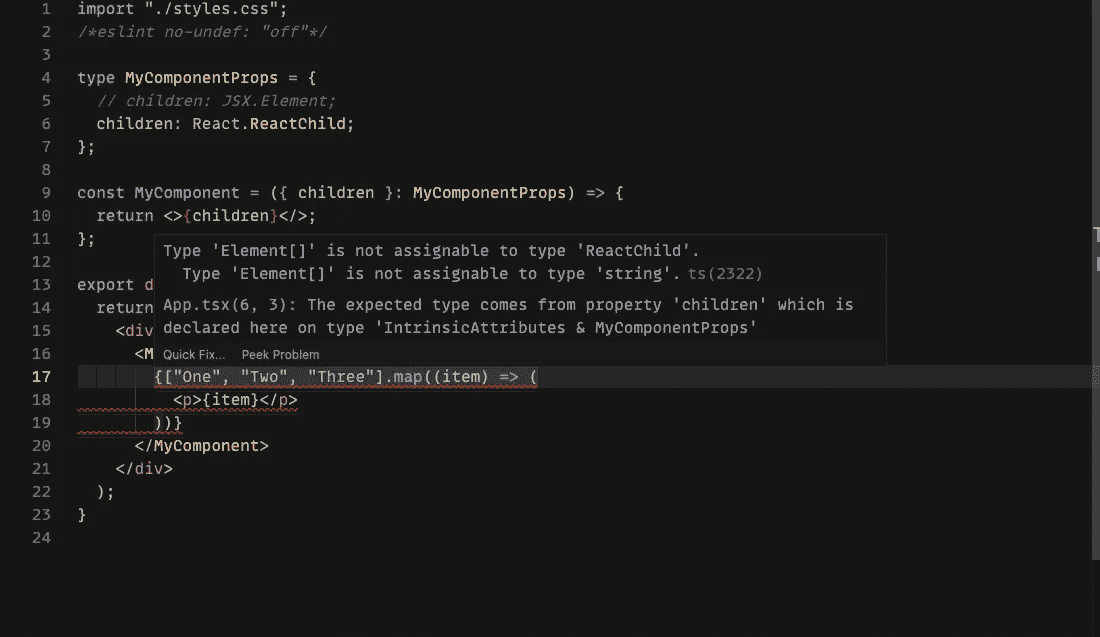 1 import "./styles.css";
2 /*eslint no-undef: "off"*/
3
4 type MyComponentProps = {
5   // children: JSX.Element;
6   children: React.ReactChild;
7 };
8
9 const MyComponent = ({ children }: MyComponentProps) => {
10   return <>{children}</>;
11 };
Type 'Element[]' is not assignable to type 'ReactChild'.
12
Type 'Element[]' is not assignable to type 'string'. ts(2322)
13 export d
14   return
App.tsx(6, 3): The expected type comes from property 'children' which is
15     <div
declared here on type 'IntrinsicAttributes & MyComponentProps'
16       <M
Quick Fix... Peek Problem
17         {["One", "Two", "Three"].map((item) => (
18           <p>{item}</p>
19         ))}
20       </MyComponent>
21     </div>
22   );
23 }
24